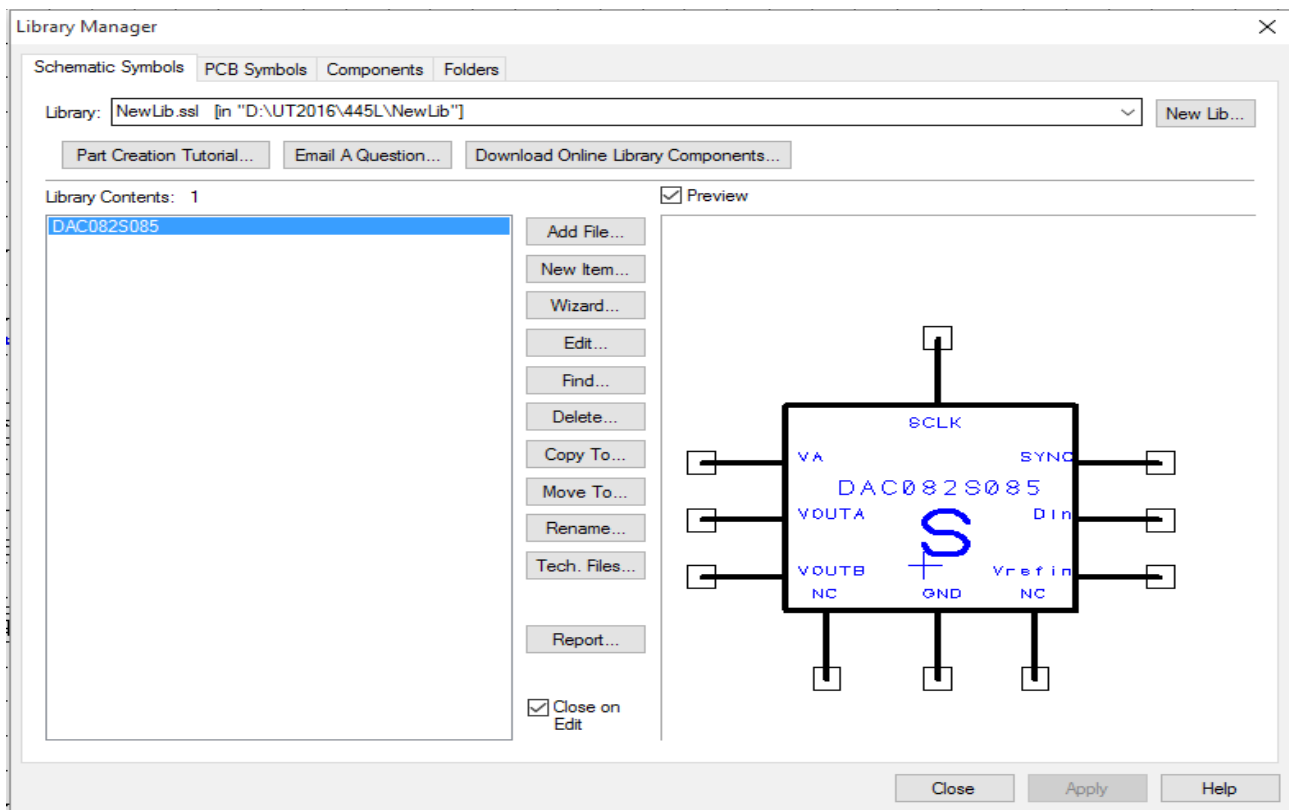 Library Manager
Schematic Symbols PCB Symbols Components Folders
Library: NewLib.ssl [in "D:\UT2016\445L\NewLib"] New Lib...
Part Creation Tutorial... Email A Question... Download Online Library Components...
Library Contents: 1
Preview
DAC082S085
Add File...
New Item...
Wizard...
Edit...
Find...
Delete...
Copy To...
Move To...
Rename...
Tech. Files...
Report...
Close on
Edit
SCLK
VA SYNC
DAC082S085
VOUTA S Din
VOUTB Vrefin
NC GND NC
Close Apply Help